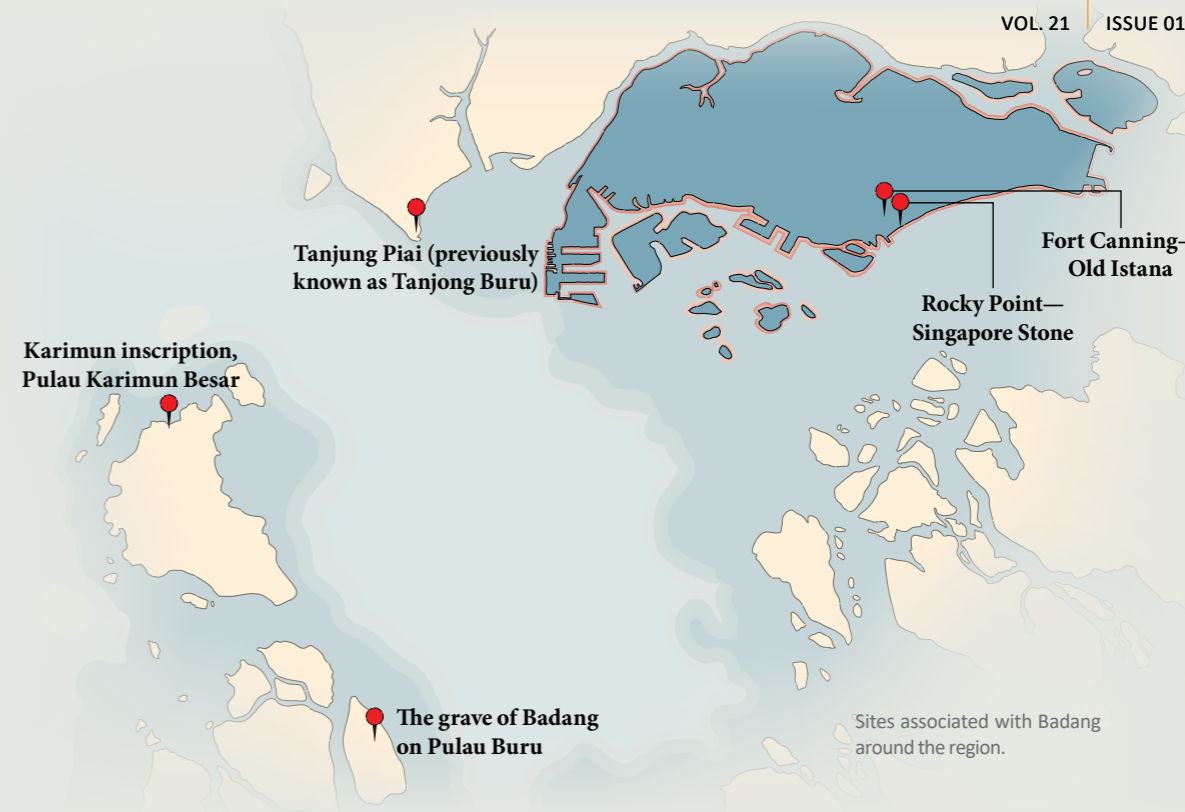 VOL. 21 ISSUE 01
Tanjung Piai (previously
known as Tanjong Buru)
Fort Canning—
Old Istana
Rocky Point—
Singapore Stone
Karimun inscription,
Pulau Karimun Besar
The grave of Badang
on Pulau Buru
Sites associated with Badang
around the region.